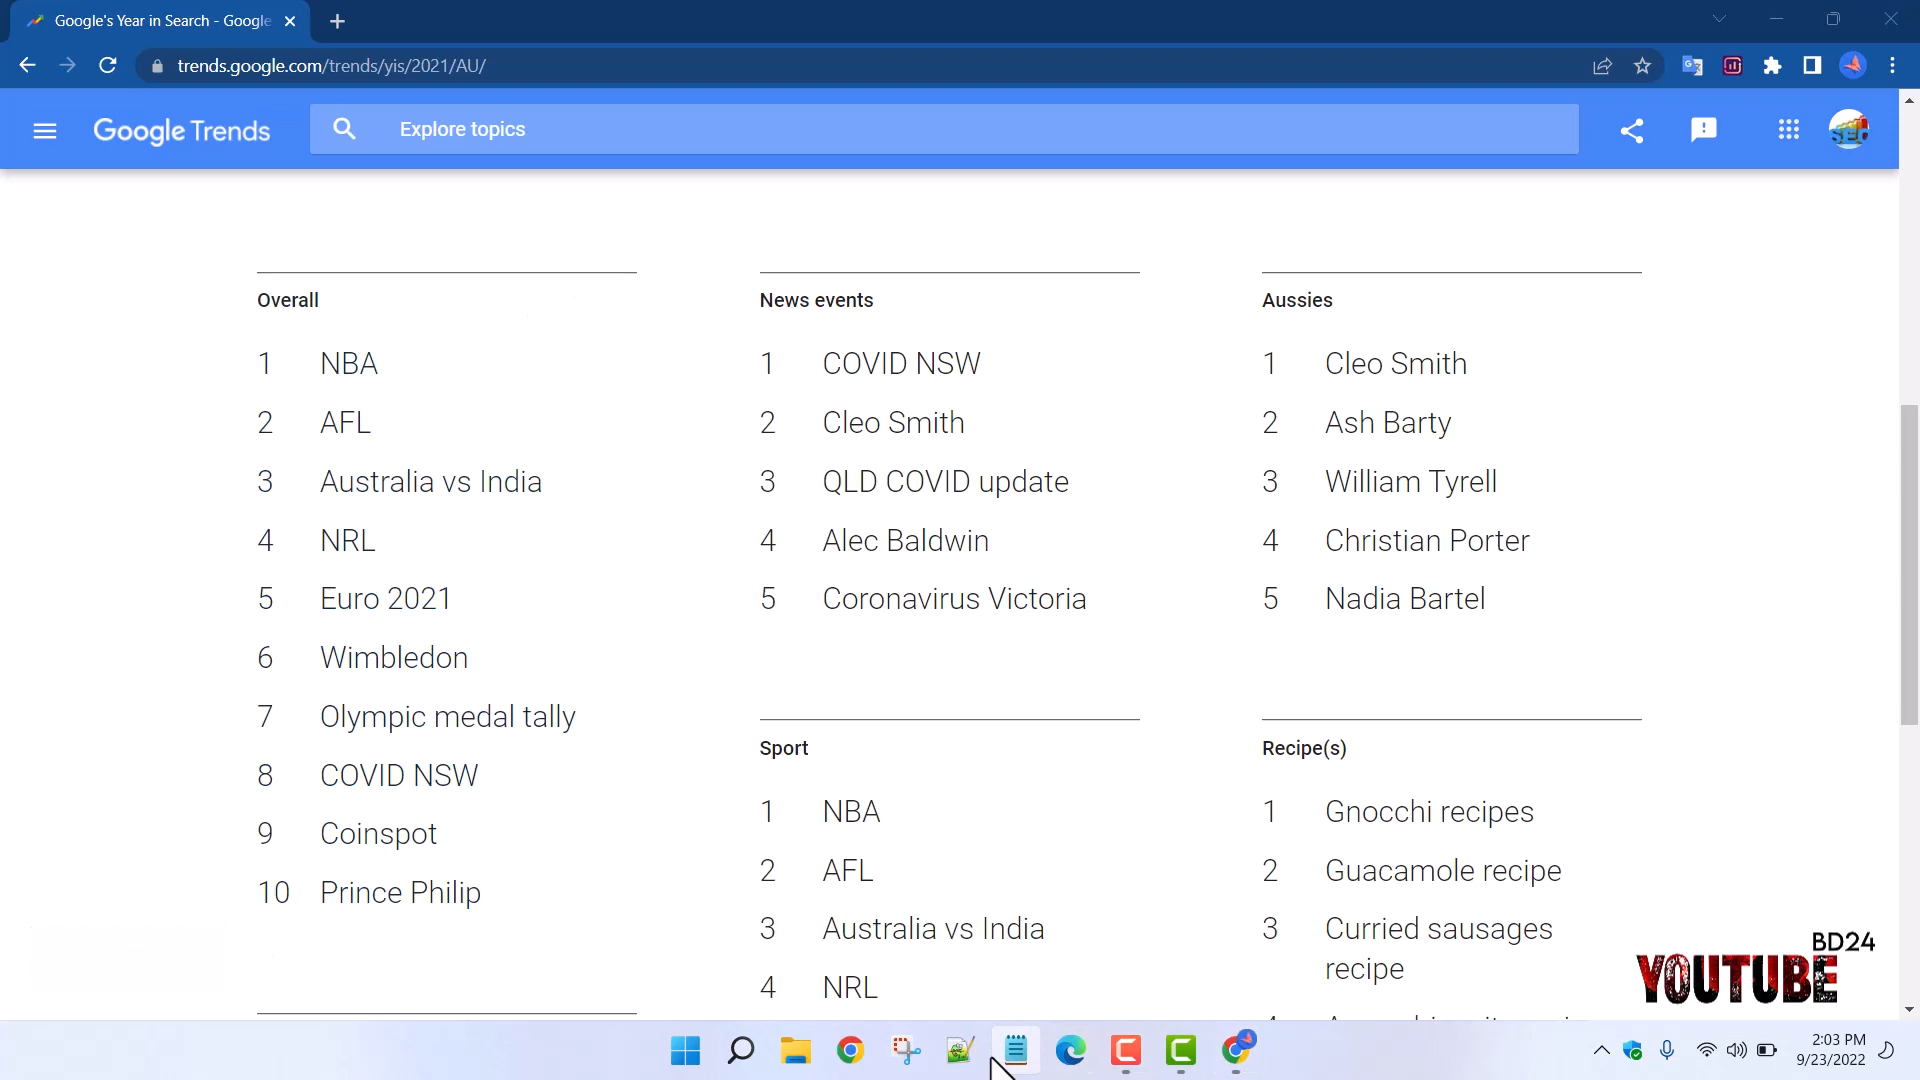 Google's Year in Search - Google
trends.google.com/trends/yis/2021/AU/
Google Trends
Explore topics
Overall
1 NBA
2 AFL
3 Australia vs India
4 NRL
5 Euro 2021
6 Wimbledon
7 Olympic medal tally
8 COVID NSW
9 Coinspot
10 Prince Philip
News events
1 COVID NSW
2 Cleo Smith
3 QLD COVID update
4 Alec Baldwin
5 Coronavirus Victoria
Aussies
1 Cleo Smith
2 Ash Barty
3 William Tyrell
4 Christian Porter
5 Nadia Bartel
Sport
1 NBA
2 AFL
3 Australia vs India
4 NRL
Recipe(s)
1 Gnocchi recipes
2 Guacamole recipe
3 Curried sausages
recipe
BD24
YOUTUBE
SEO
2:03 PM
9/23/2022